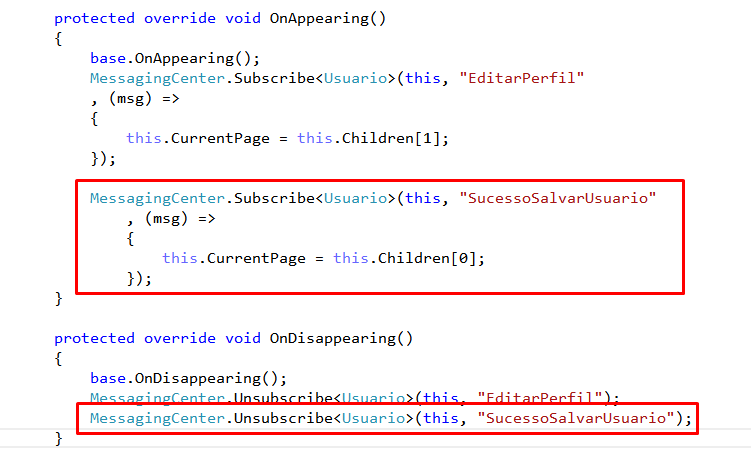 protected override void OnAppearing()
{
    base.OnAppearing();
    MessagingCenter.Subscribe<Usuario>(this, "EditarPerfil"
    , (msg) =>
    {
        this.CurrentPage = this.Children[1];
    });
    MessagingCenter.Subscribe<Usuario>(this, "SucessoSalvarUsuario"
        , (msg) =>
        {
            this.CurrentPage = this.Children[0];
        });
}
protected override void OnDisappearing()
{
    base.OnDisappearing();
    MessagingCenter.Unsubscribe<Usuario>(this, "EditarPerfil");
    MessagingCenter.Unsubscribe<Usuario>(this, "SucessoSalvarUsuario");
}